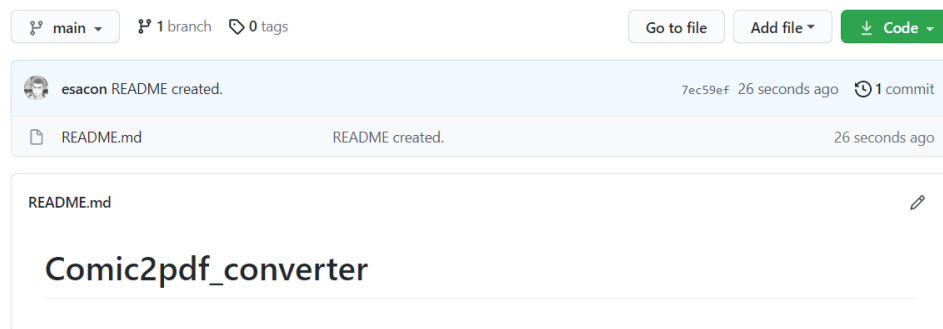 main 1 branch 0 tags Go to file Add file Code
esacon README created. 7ec59ef 26 seconds ago 1 commit
README.md README created. 26 seconds ago
README.md
Comic2pdf_converter